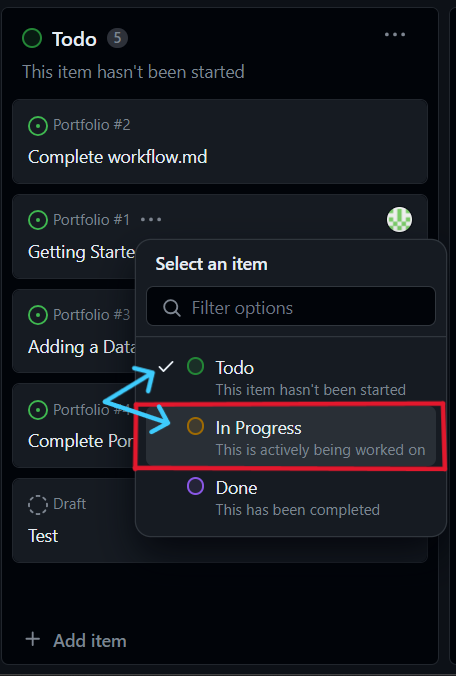 Todo 5
This item hasn't been started
Portfolio #2
Complete workflow.md
Portfolio #1
Getting Starte
Select an item
Filter options
Portfolio #3
Adding a Data
Todo
This item hasn't been started
Portfolio
Complete Por
In Progress
This is actively being worked on
Done
This has been completed
Draft
Test
Add item